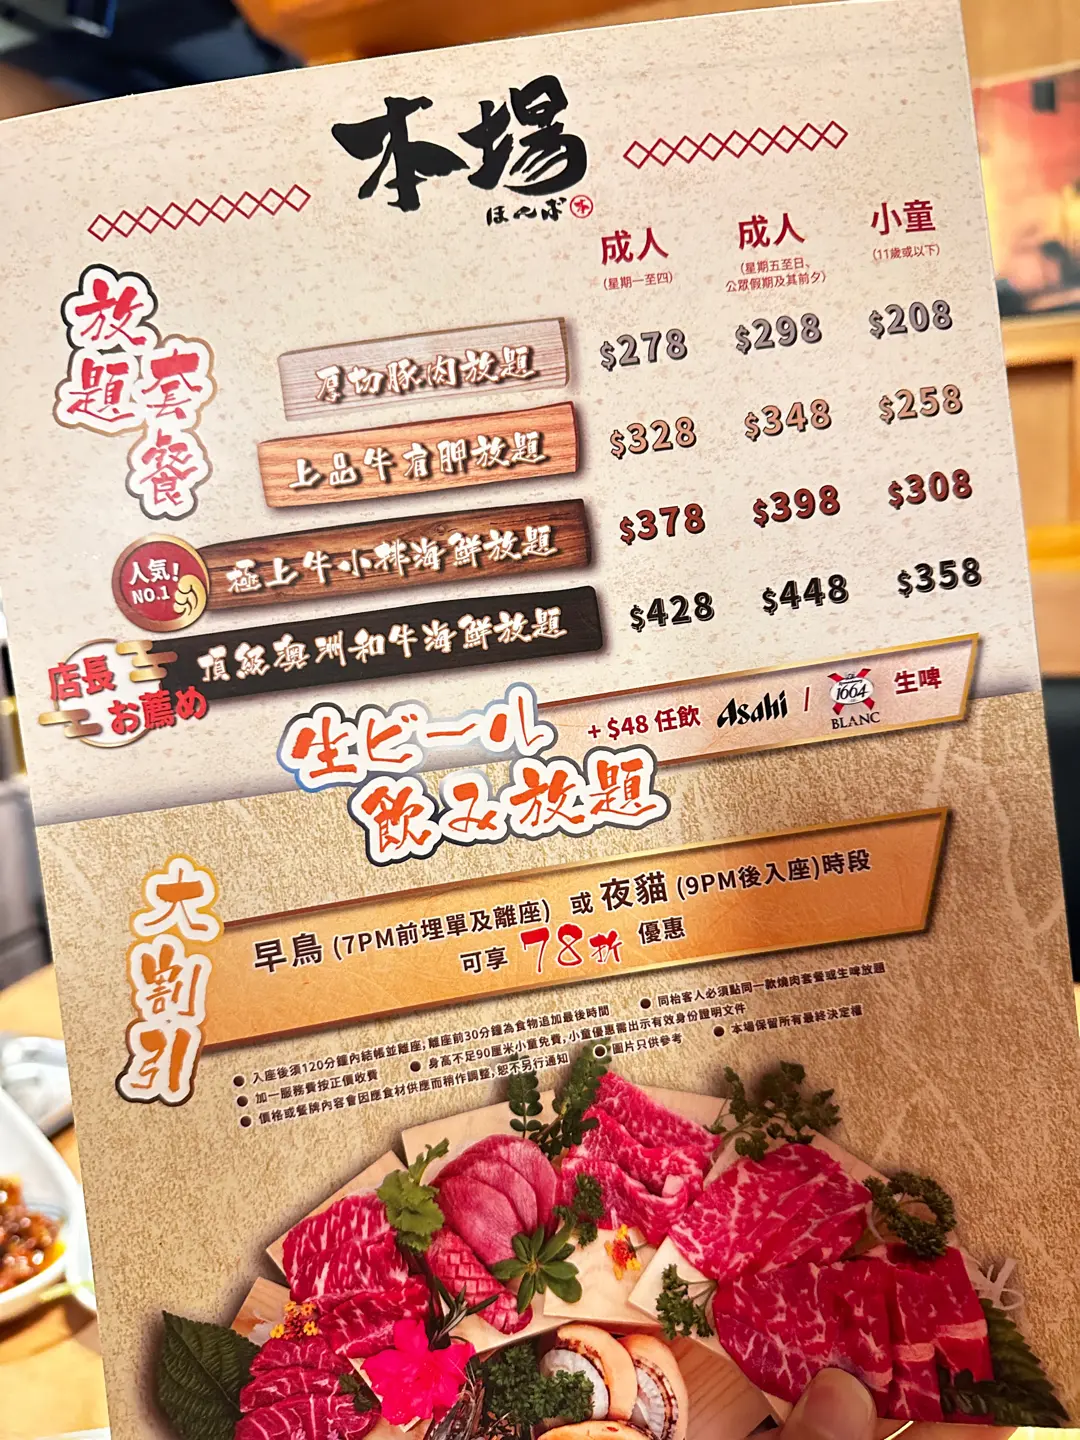 本場
ほんば 本
成人
(星期一至四)
成人
(星期五至日、
公眾假期及其前夕)
小童
(11歲或以下)
放題
套餐
厚切豚肉放題 $278 $298 $208
上品牛肩胛放題 $328 $348 $258
人気!
NO.1
極上牛小排海鮮放題 $378 $398 $308
店長
お薦め
頂級澳洲和牛海鮮放題 $428 $448 $358
生ビール
飲み放題
+ $48 任飲 Asahi / 1664 BLANC 生啤
大割引
早鳥 (7PM前埋單及離座) 或 夜貓 (9PM後入座)時段
可享 78折 優惠
● 入座後須120分鐘內結帳並離座, 離座前30分鐘為食物追加最後時間 ● 同枱客人必須點同一款燒肉套餐或生啤放題
● 加一服務費按正價收費 ● 身高不足90厘米小童免費, 小童優惠需出示有效身份證明文件
● 價格或餐牌內容會因應食材供應而稍作調整, 恕不另行通知 ● 圖片只供參考 ● 本場保留所有最終決定權